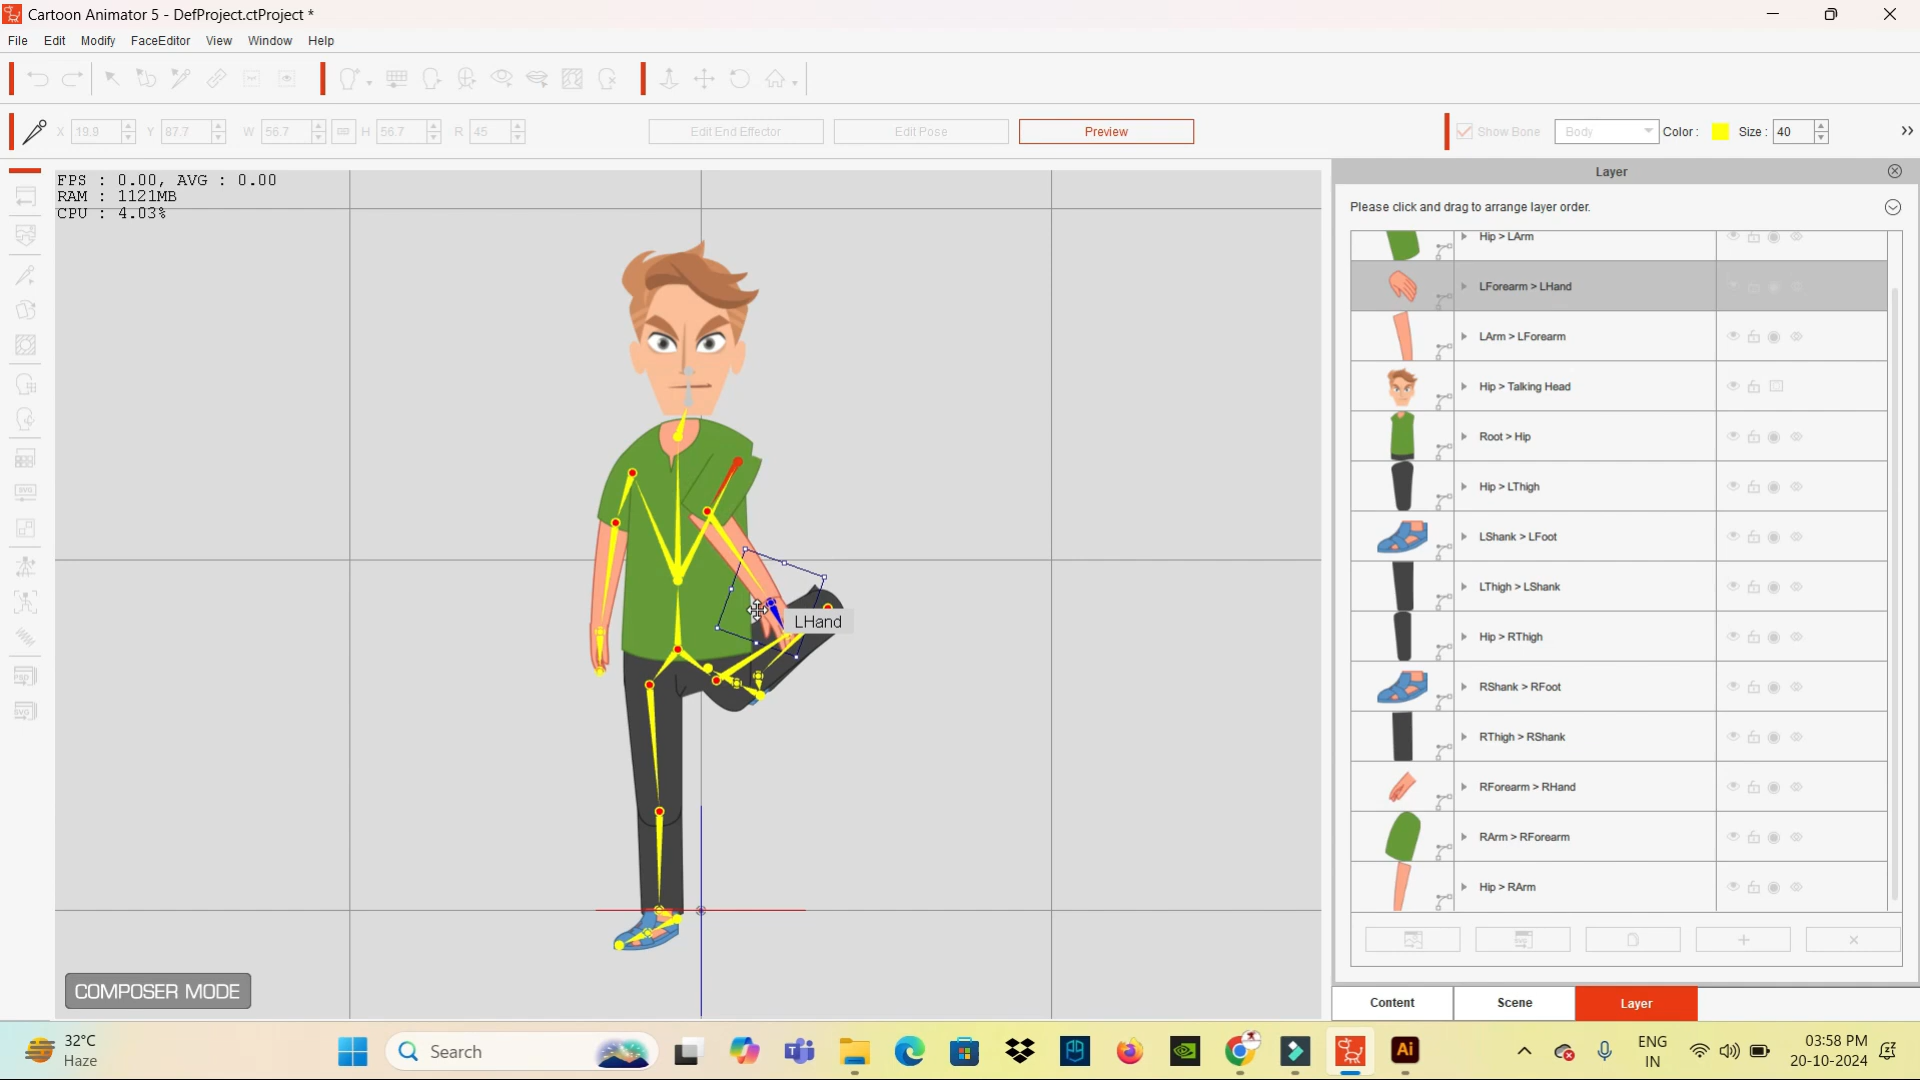 Cartoon Animator 5 - DefProject.ctProject *
File Edit Modify FaceEditor View Window Help
X 19.9 Y 87.7 W 56.7 H 56.7 R 45 Edit End Effector Edit Pose Preview Show Bone Body Color : Size : 40
FPS : 0.00, AVG : 0.00
RAM : 1121MB
CPU : 4.03%
LHand
COMPOSER MODE
Layer
Please click and drag to arrange layer order.
Hip > LArm
LForearm > LHand
LArm > LForearm
Hip > Talking Head
Root > Hip
Hip > LThigh
LShank > LFoot
LThigh > LShank
Hip > RThigh
RShank > RFoot
RThigh > RShank
RForearm > RHand
RArm > RForearm
Hip > RArm
Content Scene Layer
32°C
Haze
Search
Ai
ENG
IN
03:58 PM
20-10-2024